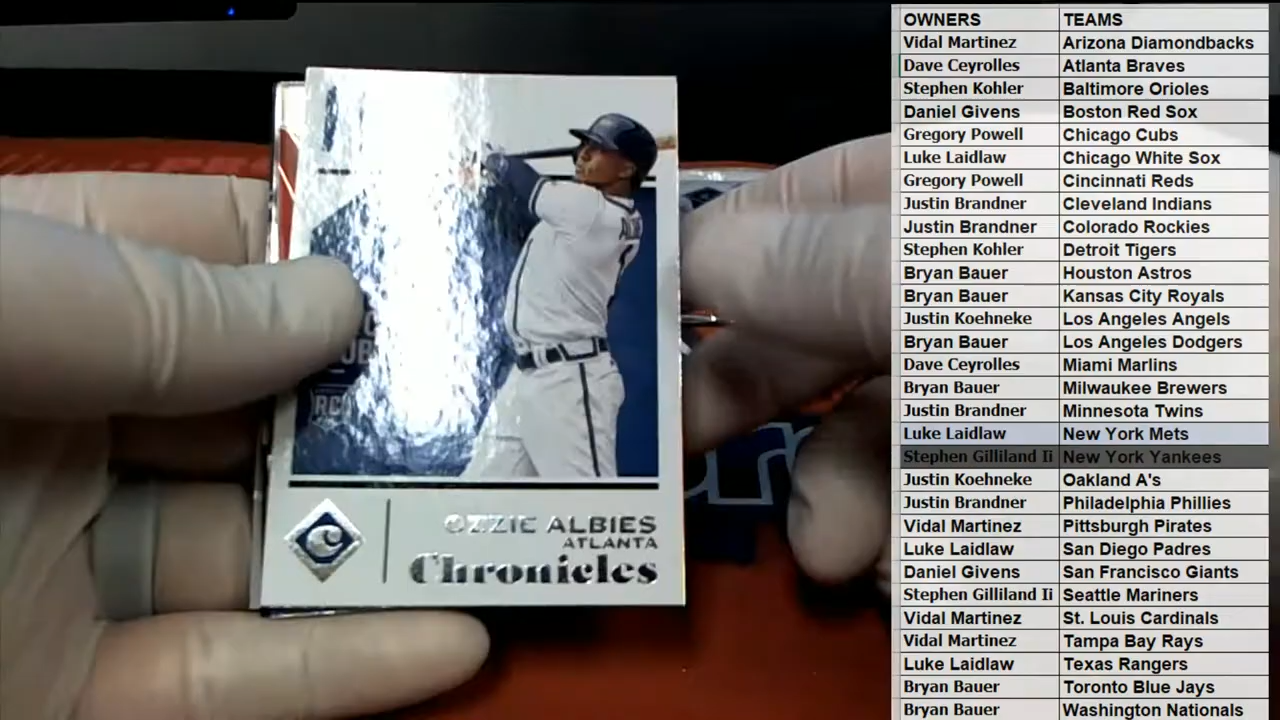 OZZIE ALBIES
ATLANTA
Chronicles
RC
OWNERS TEAMS
Vidal Martinez Arizona Diamondbacks
Dave Ceyrolles Atlanta Braves
Stephen Kohler Baltimore Orioles
Daniel Givens Boston Red Sox
Gregory Powell Chicago Cubs
Luke Laidlaw Chicago White Sox
Gregory Powell Cincinnati Reds
Justin Brandner Cleveland Indians
Justin Brandner Colorado Rockies
Stephen Kohler Detroit Tigers
Bryan Bauer Houston Astros
Bryan Bauer Kansas City Royals
Justin Koehneke Los Angeles Angels
Bryan Bauer Los Angeles Dodgers
Dave Ceyrolles Miami Marlins
Bryan Bauer Milwaukee Brewers
Justin Brandner Minnesota Twins
Luke Laidlaw New York Mets
Stephen Gilliland Ii New York Yankees
Justin Koehneke Oakland A's
Justin Brandner Philadelphia Phillies
Vidal Martinez Pittsburgh Pirates
Luke Laidlaw San Diego Padres
Daniel Givens San Francisco Giants
Stephen Gilliland Ii Seattle Mariners
Vidal Martinez St. Louis Cardinals
Vidal Martinez Tampa Bay Rays
Luke Laidlaw Texas Rangers
Bryan Bauer Toronto Blue Jays
Bryan Bauer Washington Nationals